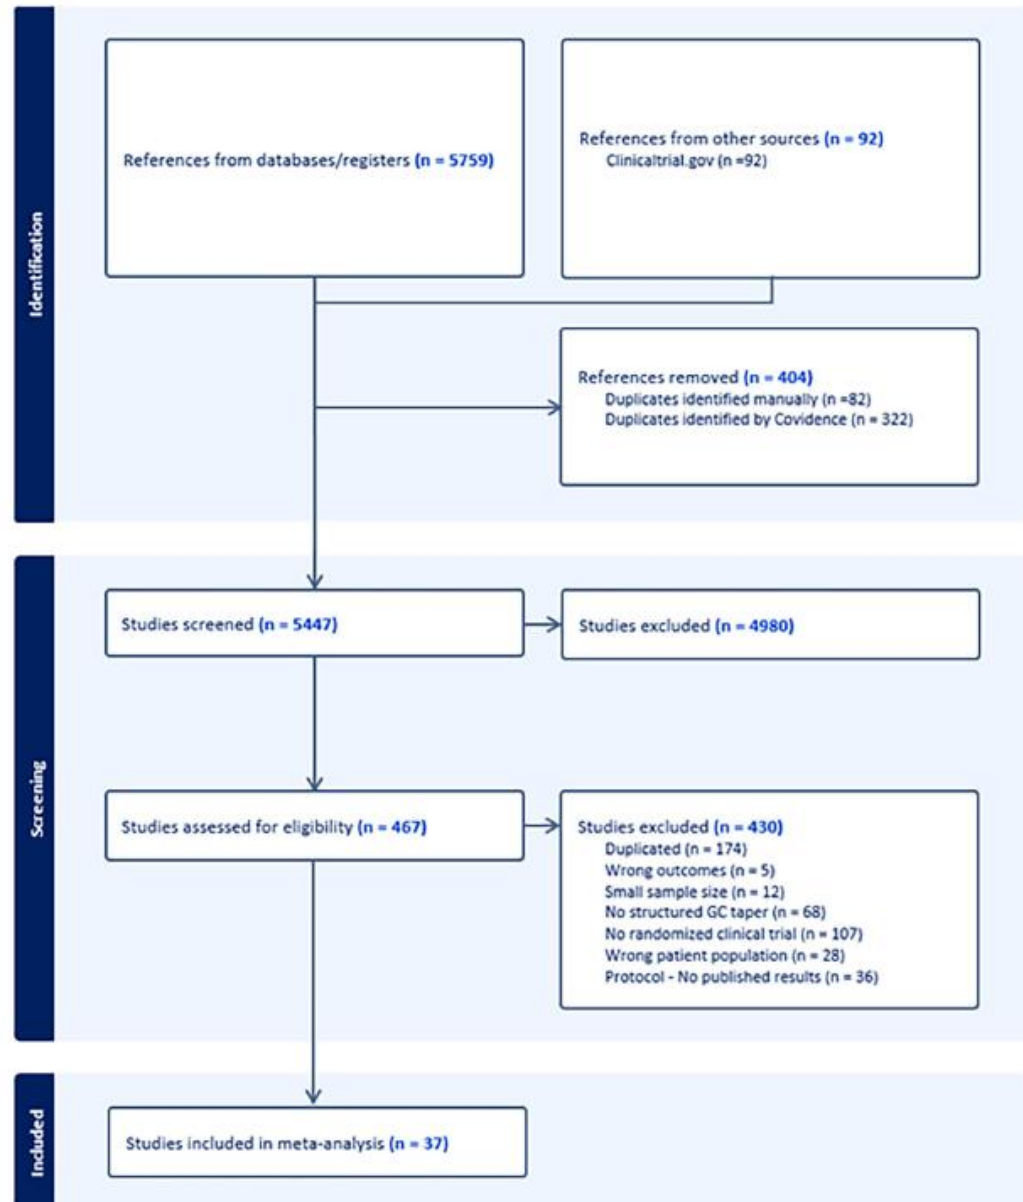 Identification
References from databases/registers (n = 5759)
References from other sources (n = 92)
Clinicaltrial.gov (n =92)
References removed (n = 404)
Duplicates identified manually (n =82)
Duplicates identified by Covidence (n = 322)
Screening
Studies screened (n = 5447)
Studies excluded (n = 4980)
Studies assessed for eligibility (n = 467)
Studies excluded (n = 430)
Duplicated (n = 174)
Wrong outcomes (n = 5)
Small sample size (n = 12)
No structured GC taper (n = 68)
No randomized clinical trial (n = 107)
Wrong patient population (n = 28)
Protocol - No published results (n = 36)
Included
Studies included in meta-analysis (n = 37)